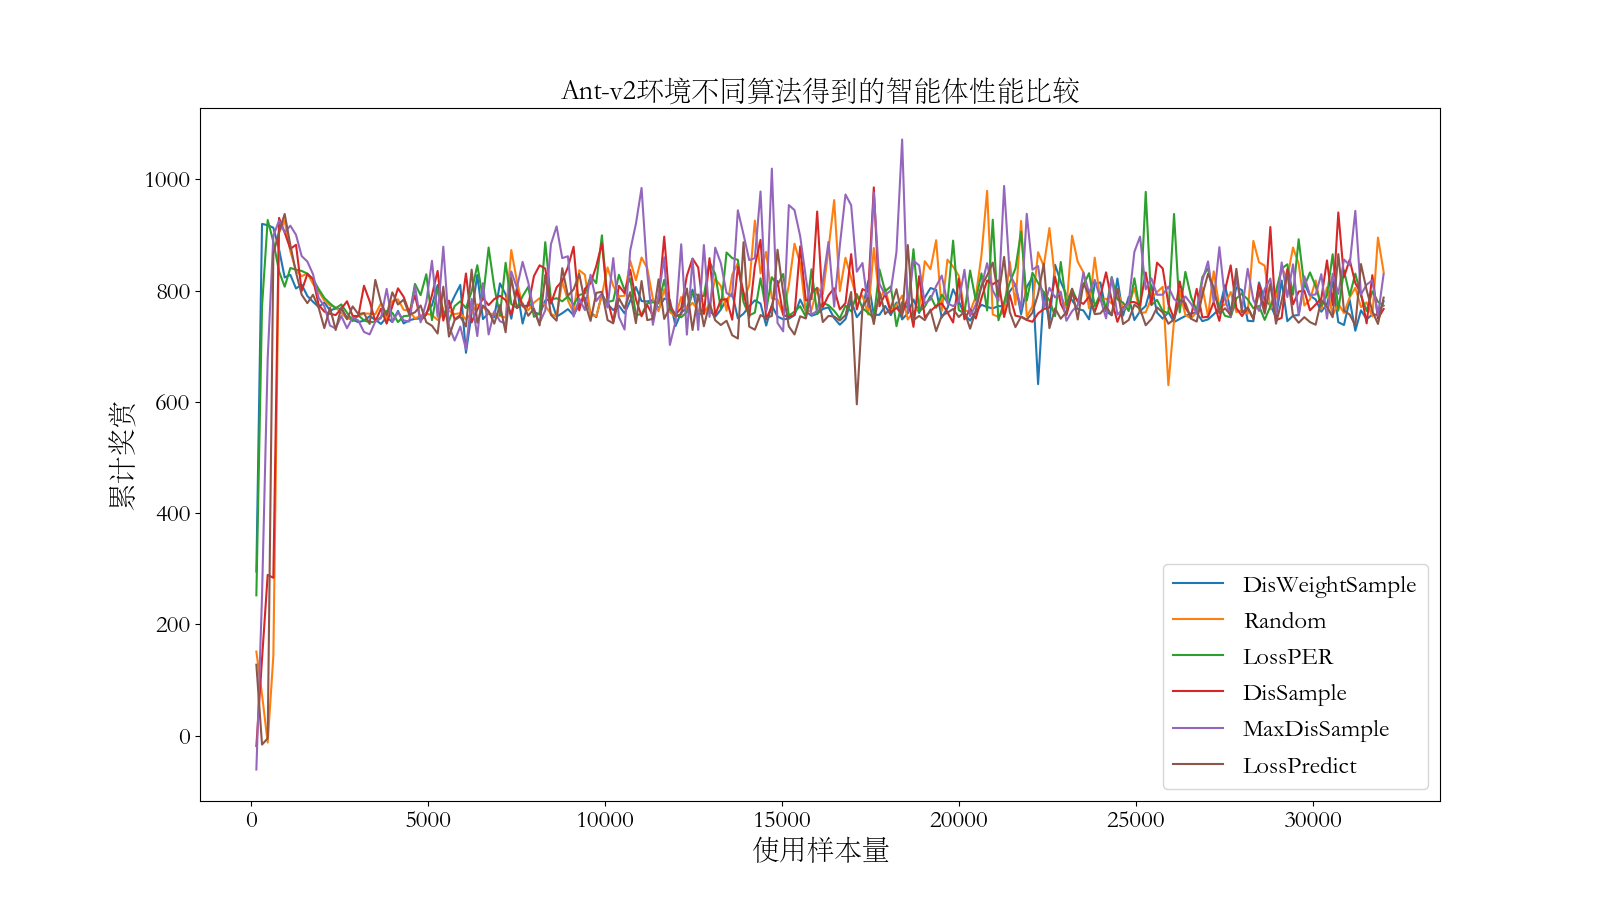 Ant-v2环境不同算法得到的智能体性能比较
1000
800
600
400
200
0
累计奖赏
0 5000 10000 15000 20000 25000 30000
使用样本量
DisWeightSample
Random
LossPER
DisSample
MaxDisSample
LossPredict